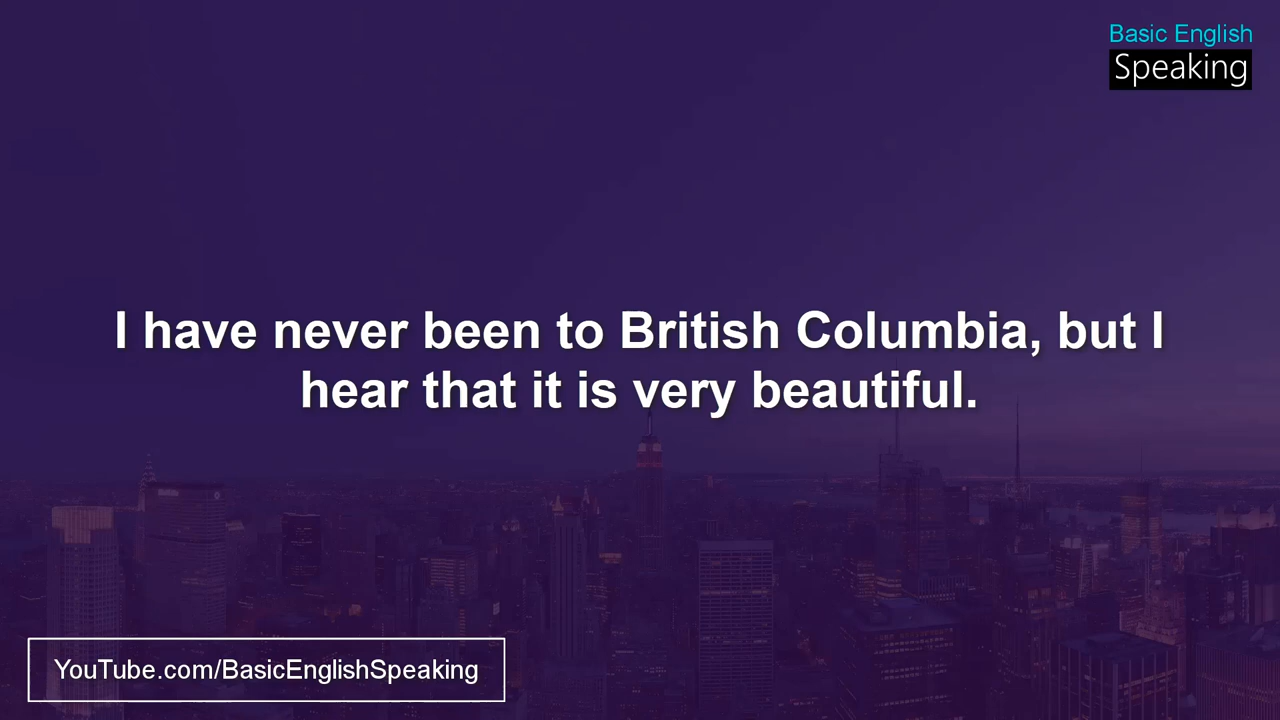 Basic English
Speaking
I have never been to British Columbia, but I
hear that it is very beautiful.
YouTube.com/BasicEnglishSpeaking